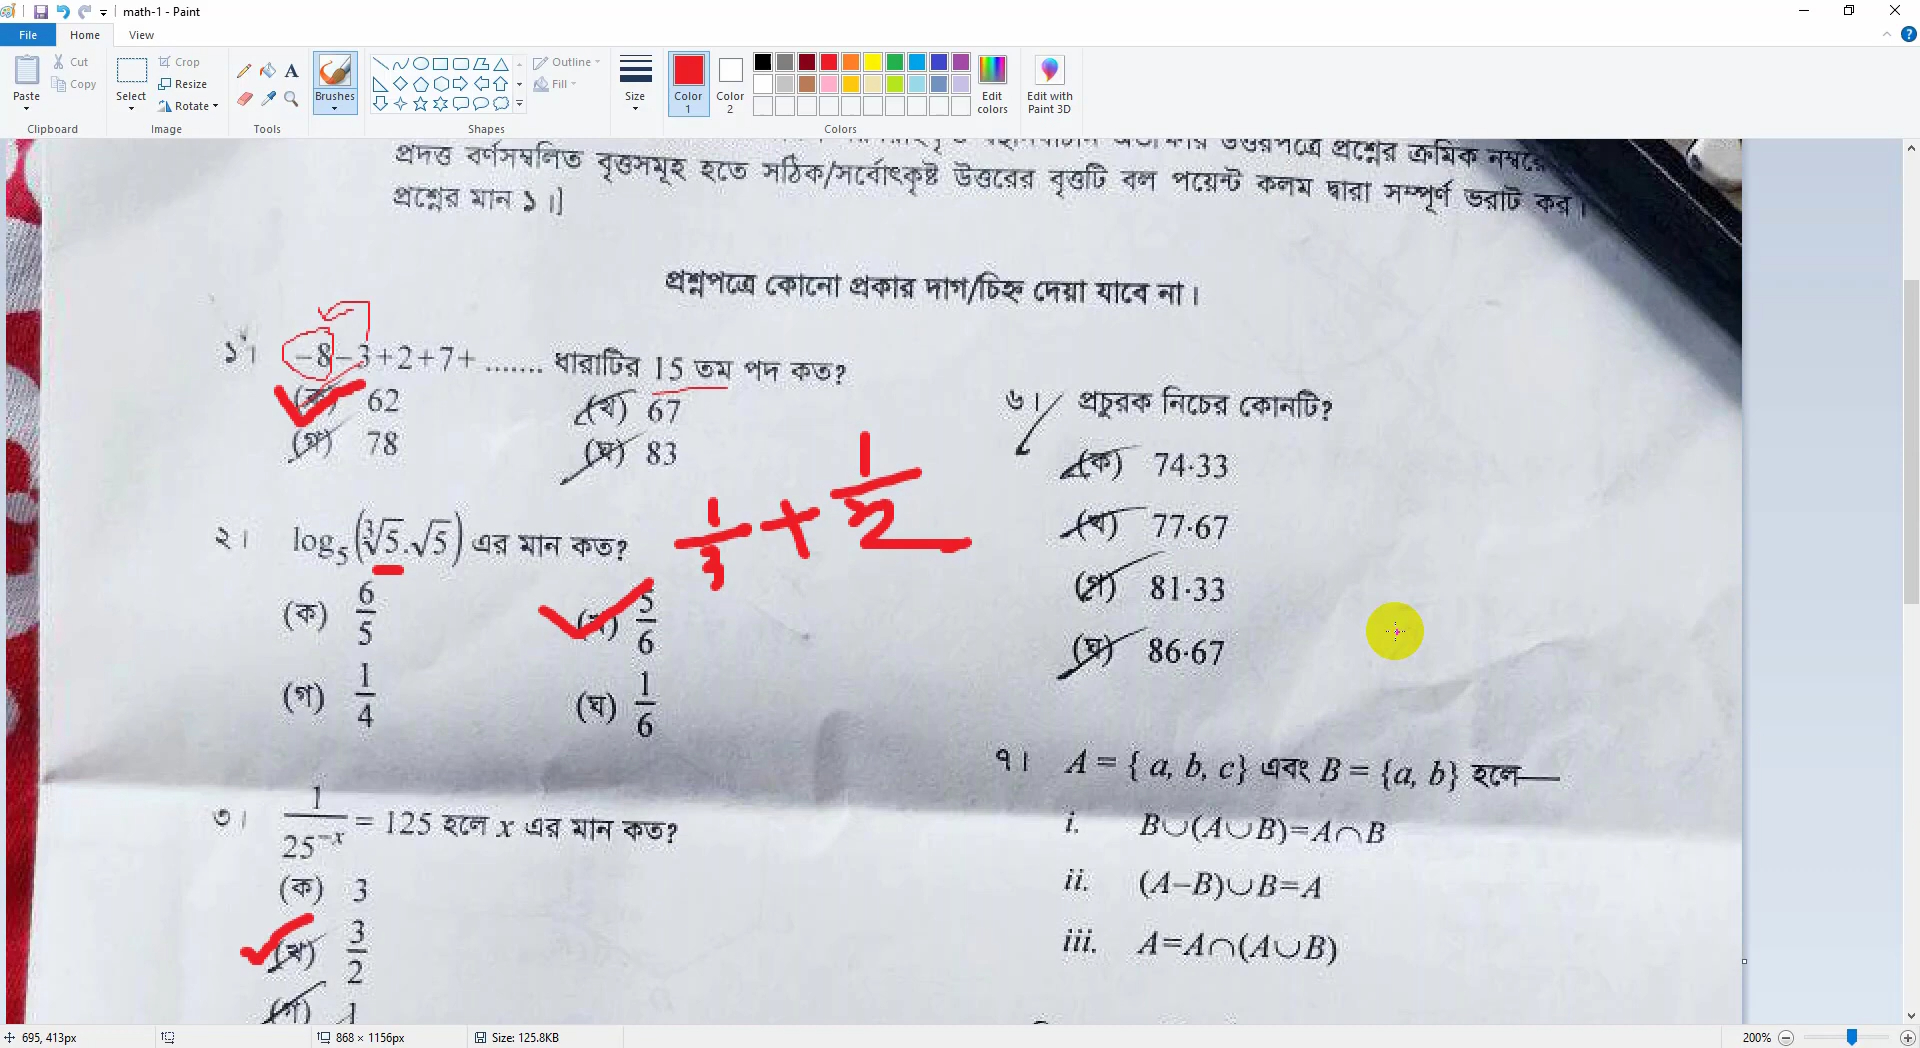 math-1 - Paint
File Home View
Paste
Cut
Copy
Clipboard
Select
Crop
Resize
Rotate
Image
A
Tools
Brushes
Shapes
Outline
Fill
Size
Color 1
Color 2
Colors
Edit colors
Edit with Paint 3D
প্রদত্ত বর্ণসম্বলিত বৃত্তসমূহ হতে সঠিক/সর্বোৎকৃষ্ট উত্তরের বৃত্তটি বল পয়েন্ট কলম দ্বারা সম্পূর্ণ ভরাট কর।
প্রশ্নের মান ১।]
প্রশ্নপত্রে কোনো প্রকার দাগ/চিহ্ন দেয়া যাবে না।
১। −8−3+2+7+ ....... ধারাটির 15 তম পদ কত?
(ক) 62 (খ) 67
(গ) 78 (ঘ) 83
1/3 + 1/2
২। log₅(∛5.√5) এর মান কত?
(ক) 6/5 (খ) 5/6
(গ) 1/4 (ঘ) 1/6
৩। 1/25⁻ˣ = 125 হলে x এর মান কত?
(ক) 3
(খ) 3/2
(গ) 1
৬। প্রচুরক নিচের কোনটি?
(ক) 74·33
(খ) 77·67
(গ) 81·33
(ঘ) 86·67
৭। A = { a, b, c} এবং B = {a, b} হলে—
i. B∪(A∪B)=A∩B
ii. (A−B)∪B=A
iii. A=A∩(A∪B)
695, 413px 868 × 1156px Size: 125.8KB 200%